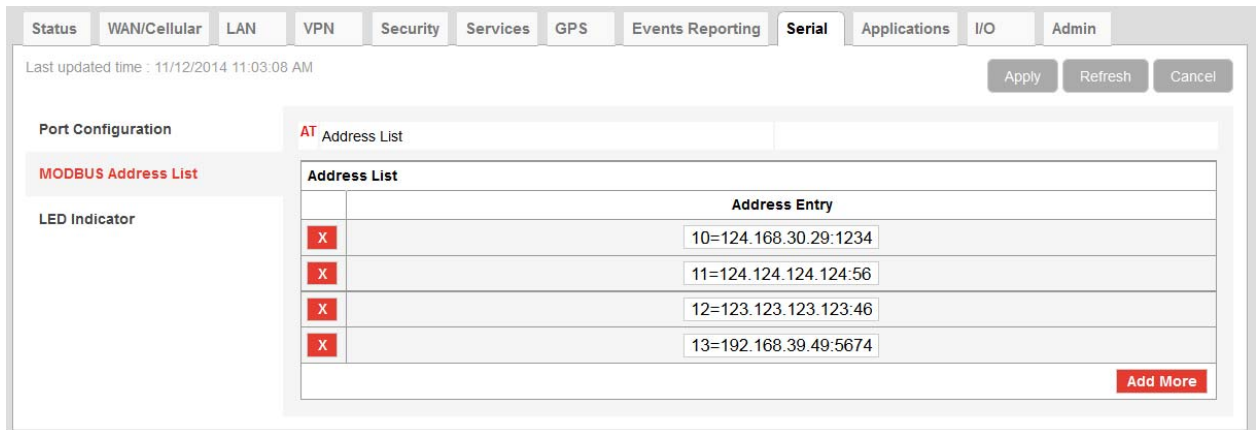 Status WAN/Cellular LAN VPN Security Services GPS Events Reporting Serial Applications I/O Admin
Last updated time : 11/12/2014 11:03:08 AM
Apply Refresh Cancel
Port Configuration
MODBUS Address List
LED Indicator
AT Address List
Address List
Address Entry
X 10=124.168.30.29:1234
X 11=124.124.124.124:56
X 12=123.123.123.123:46
X 13=192.168.39.49:5674
Add More